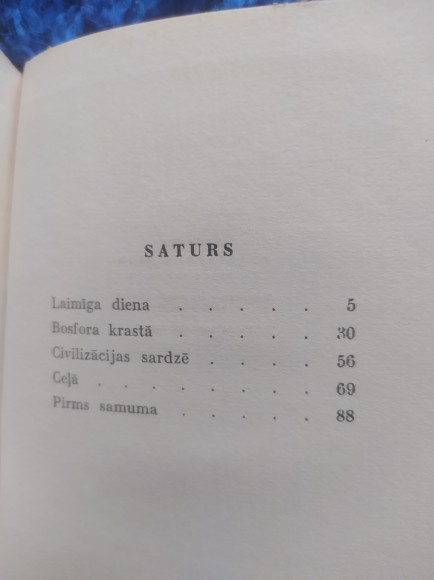 SATURS
Laimīga diena . . . . . 5
Bosfora krastā . . . . . 30
Civilizācijas sardzē . . . . 56
Ceļā . . . . . . . . 69
Pirms samuma . . . . . 88